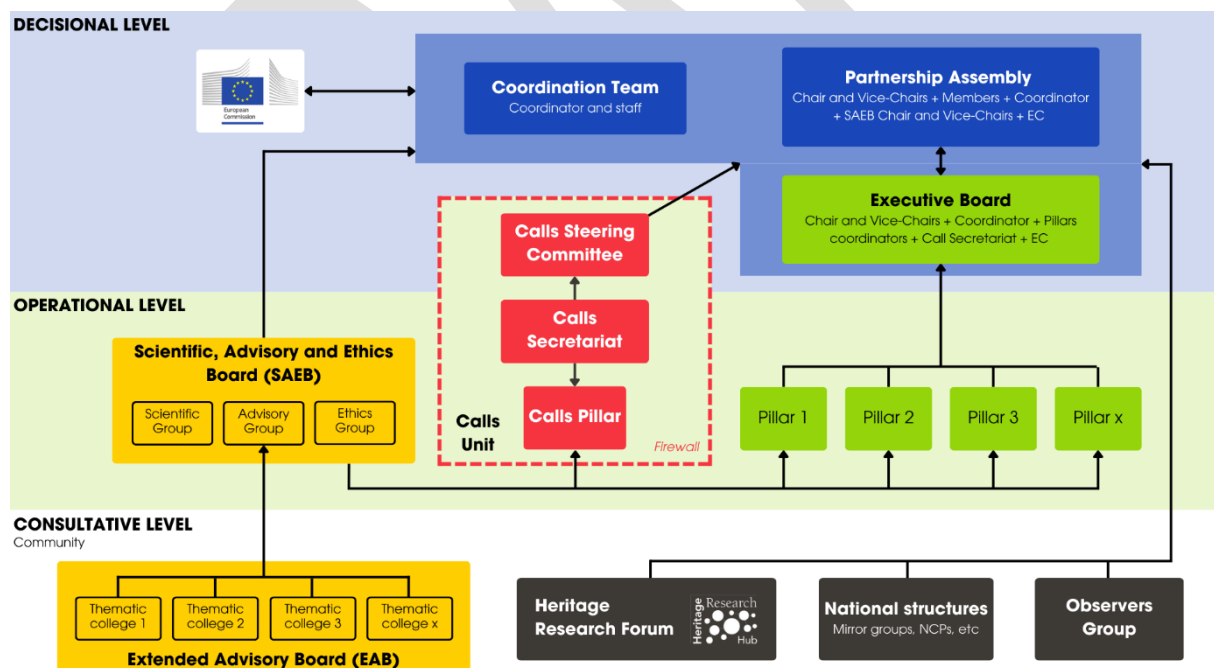 DECISIONAL LEVEL
European
Commission
Coordination Team
Coordinator and staff
Partnership Assembly
Chair and Vice-Chairs + Members + Coordinator
+ SAEB Chair and Vice-Chairs + EC
Executive Board
Chair and Vice-Chairs + Coordinator + Pillars
coordinators + Call Secretariat + EC
Calls Steering
Committee
OPERATIONAL LEVEL
Calls
Secretariat
Scientific, Advisory and Ethics
Board (SAEB)
Scientific
Group
Advisory
Group
Ethics
Group
Calls Pillar
Calls
Unit
Firewall
Pillar 1
Pillar 2
Pillar 3
Pillar x
CONSULTATIVE LEVEL
Community
Thematic
college 1
Thematic
college 2
Thematic
college 3
Thematic
college x
Extended Advisory Board (EAB)
Heritage
Research Forum
Heritage
Research
Hub
National structures
Mirror groups, NCPs, etc
Observers
Group